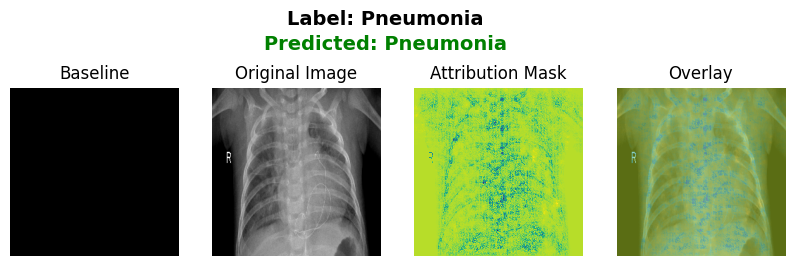 Label: Pneumonia
Predicted: Pneumonia
Baseline
Original Image
Attribution Mask
Overlay
R
R
R